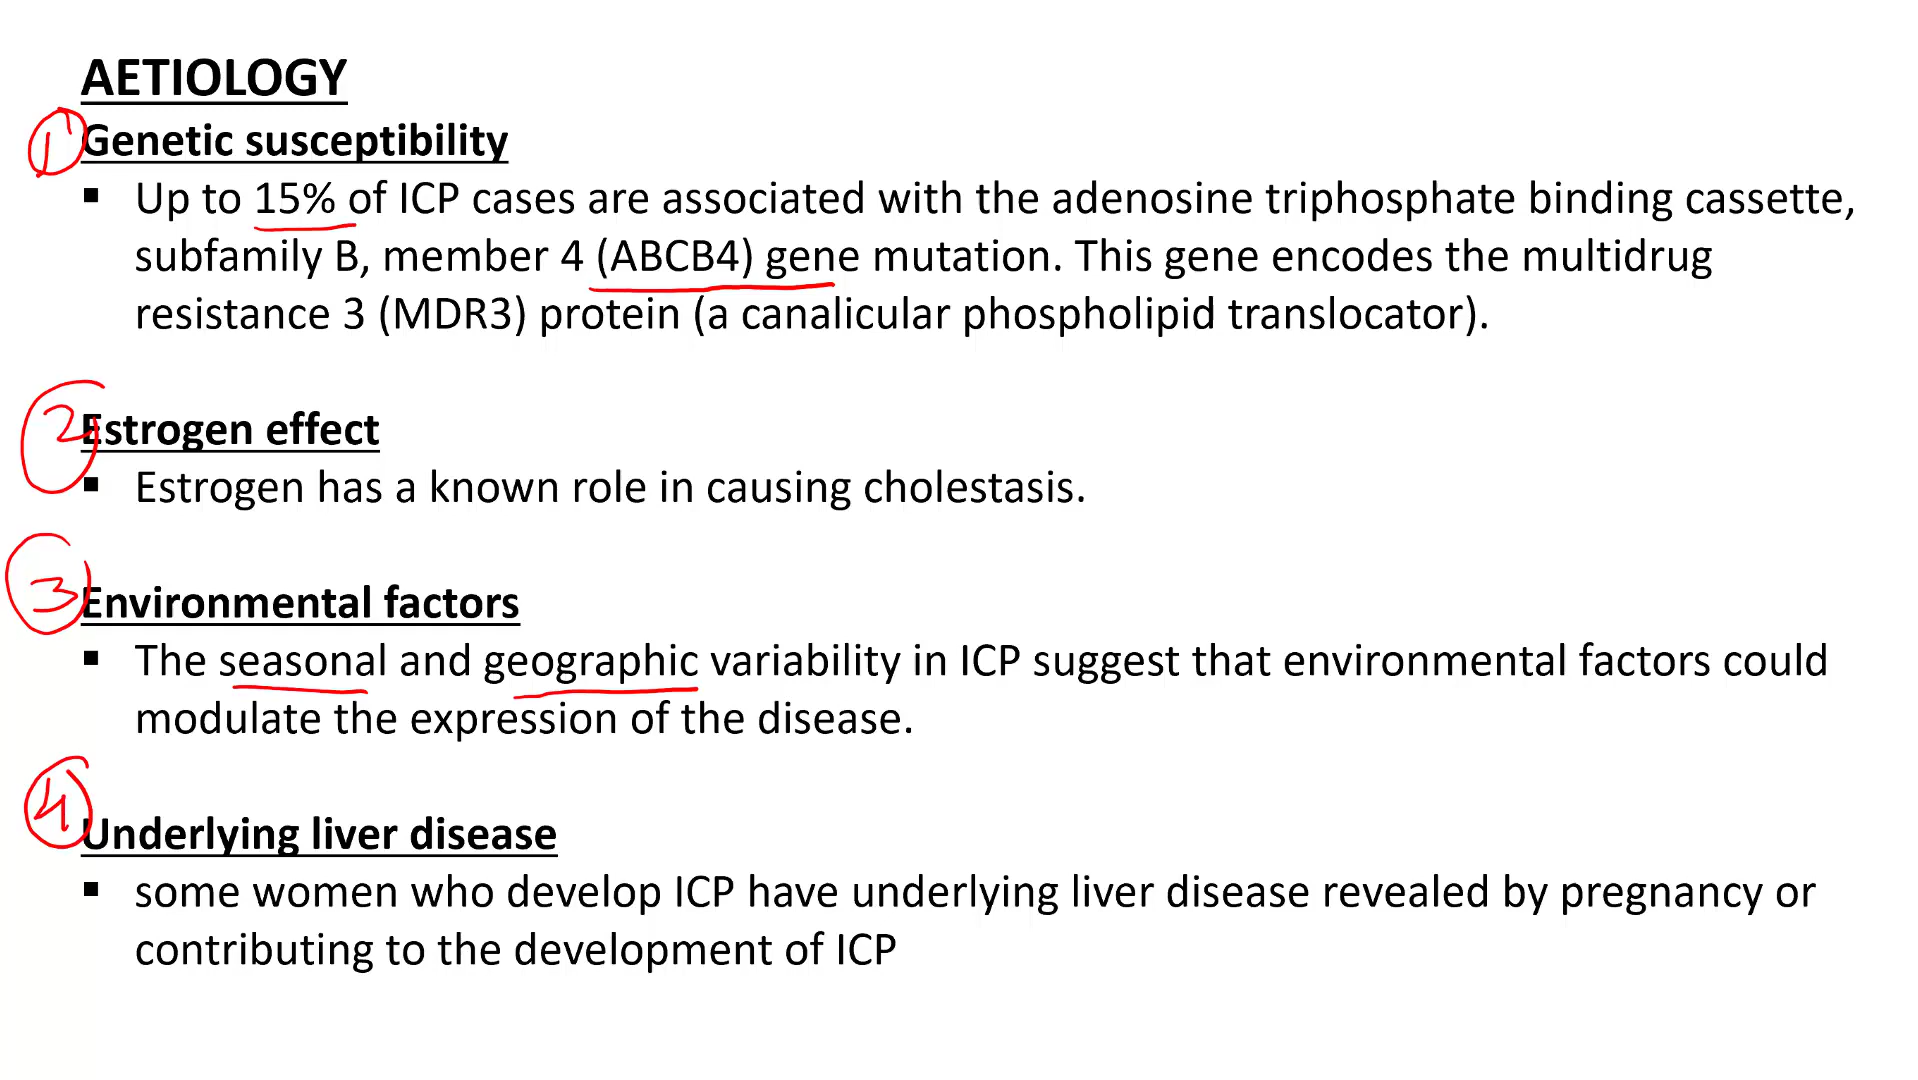 AETIOLOGY
1 Genetic susceptibility
▪ Up to 15% of ICP cases are associated with the adenosine triphosphate binding cassette,
subfamily B, member 4 (ABCB4) gene mutation. This gene encodes the multidrug
resistance 3 (MDR3) protein (a canalicular phospholipid translocator).
2 Estrogen effect
▪ Estrogen has a known role in causing cholestasis.
3 Environmental factors
▪ The seasonal and geographic variability in ICP suggest that environmental factors could
modulate the expression of the disease.
4 Underlying liver disease
▪ some women who develop ICP have underlying liver disease revealed by pregnancy or
contributing to the development of ICP